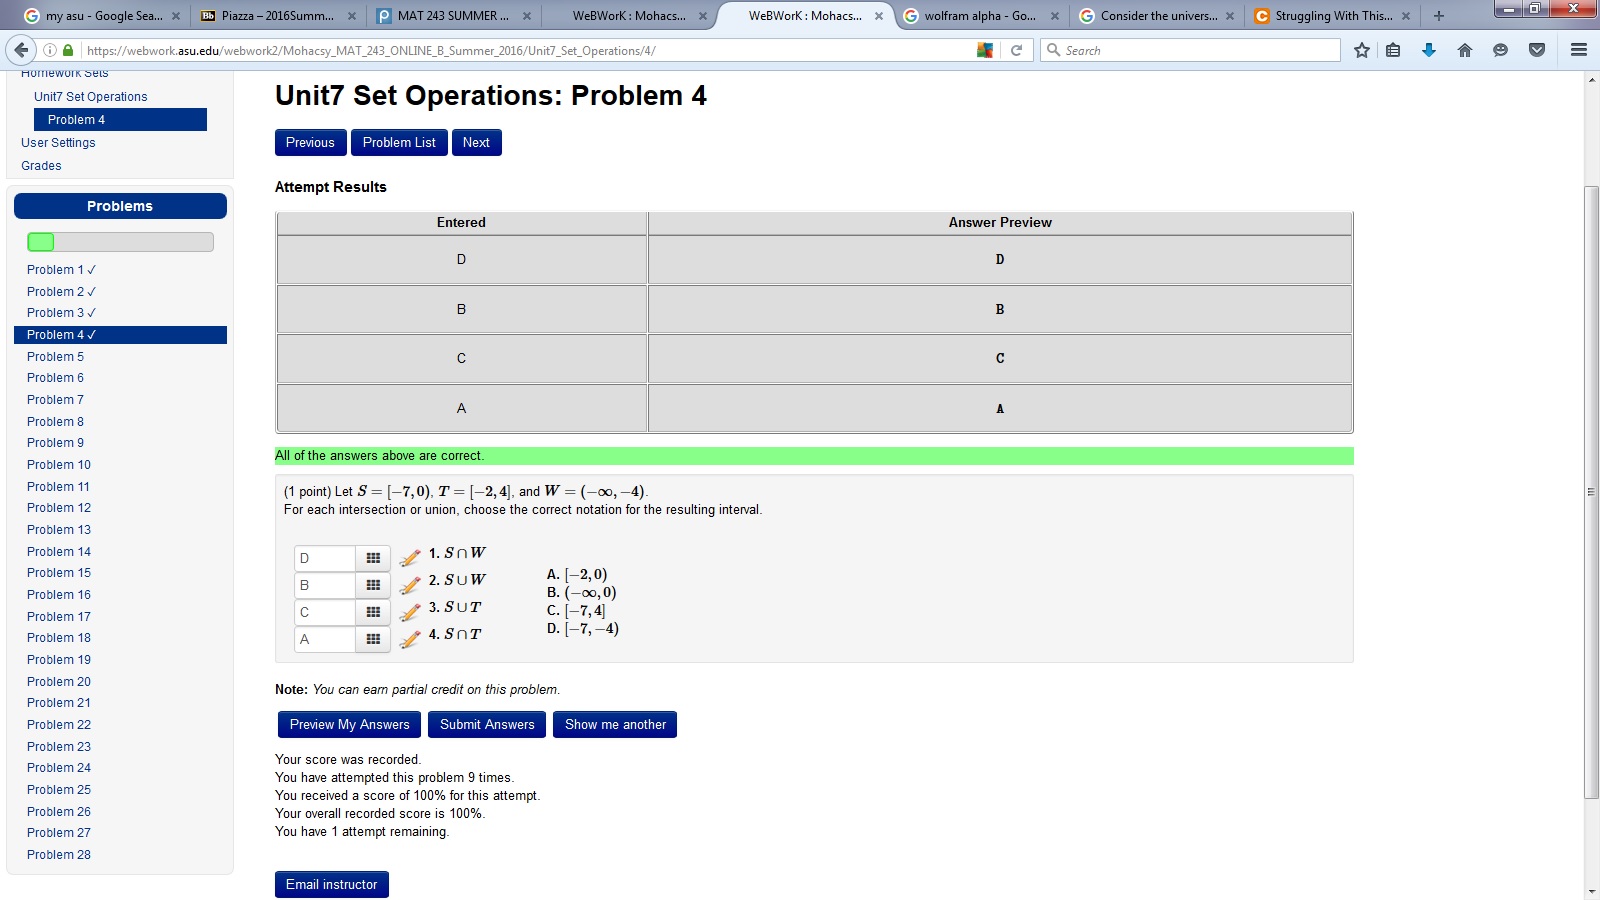 my asu - Google Sea...
Piazza – 2016Summ...
MAT 243 SUMMER ...
WeBWorK : Mohacs...
WeBWorK : Mohacs...
wolfram alpha - Go...
Consider the univers...
Struggling With This...
https://webwork.asu.edu/webwork2/Mohacsy_MAT_243_ONLINE_B_Summer_2016/Unit7_Set_Operations/4/
Search
Homework Sets
Unit7 Set Operations
Problem 4
User Settings
Grades
Problems
Problem 1 ✓
Problem 2 ✓
Problem 3 ✓
Problem 4 ✓
Problem 5
Problem 6
Problem 7
Problem 8
Problem 9
Problem 10
Problem 11
Problem 12
Problem 13
Problem 14
Problem 15
Problem 16
Problem 17
Problem 18
Problem 19
Problem 20
Problem 21
Problem 22
Problem 23
Problem 24
Problem 25
Problem 26
Problem 27
Problem 28
Unit7 Set Operations: Problem 4
Previous Problem List Next
Attempt Results
Entered Answer Preview
D D
B B
C C
A A
All of the answers above are correct.
(1 point) Let S = [−7, 0), T = [−2, 4], and W = (−∞, −4).
For each intersection or union, choose the correct notation for the resulting interval.
D 1. S ∩ W
B 2. S ∪ W
C 3. S ∪ T
A 4. S ∩ T
A. [−2, 0)
B. (−∞, 0)
C. [−7, 4]
D. [−7, −4)
Note: You can earn partial credit on this problem.
Preview My Answers Submit Answers Show me another
Your score was recorded.
You have attempted this problem 9 times.
You received a score of 100% for this attempt.
Your overall recorded score is 100%.
You have 1 attempt remaining.
Email instructor